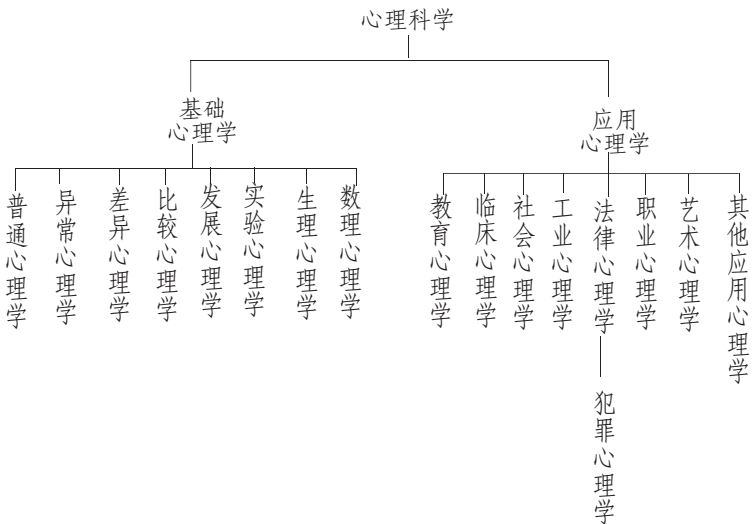 心理科学
基础
心理学
应用
心理学
普通心理学
异常心理学
差异心理学
比较心理学
发展心理学
实验心理学
生理心理学
数理心理学
教育心理学
临床心理学
社会心理学
工业心理学
法律心理学
职业心理学
艺术心理学
其他应用心理学
犯罪心理学